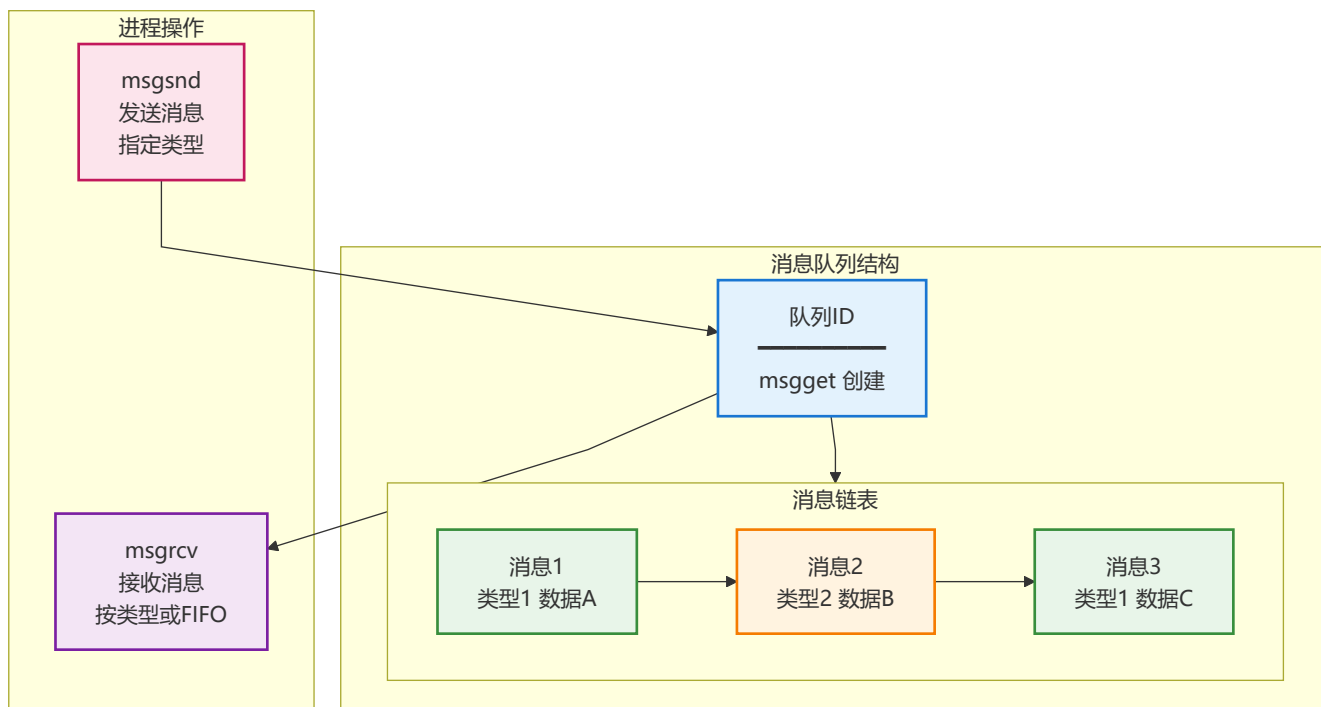 进程操作
msgsnd
发送消息
指定类型
消息队列结构
队列ID
msgget 创建
消息链表
msgrcv
接收消息
按类型或FIFO
消息1
类型1 数据A
消息2
类型2 数据B
消息3
类型1 数据C